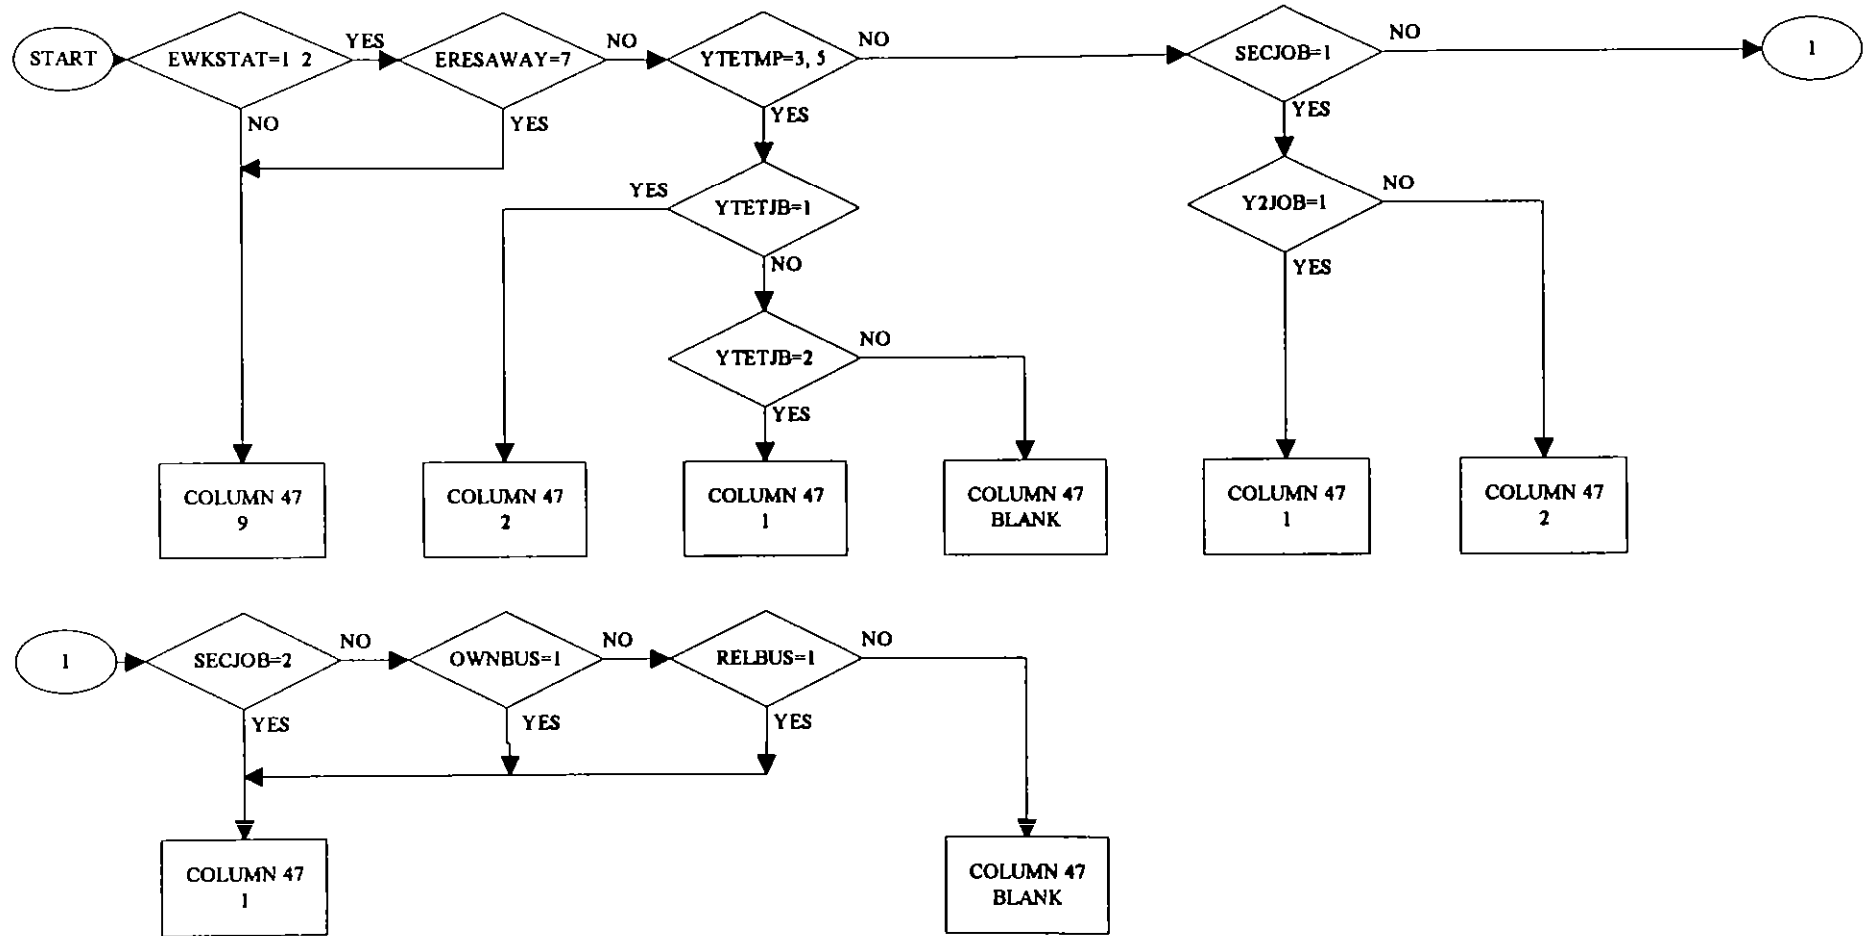 START
EWKSTAT=1 2
YES
ERESAWAY=7
NO
YTETMP=3, 5
NO
SECJOB=1
NO
1
NO
YES
YES
YES
YES
YTETJB=1
Y2JOB=1
NO
NO
YES
YTETJB=2
NO
YES
COLUMN 47
9
COLUMN 47
2
COLUMN 47
1
COLUMN 47
BLANK
COLUMN 47
1
COLUMN 47
2
1
SECJOB=2
NO
OWNBUS=1
NO
RELBUS=1
NO
YES
YES
YES
COLUMN 47
1
COLUMN 47
BLANK